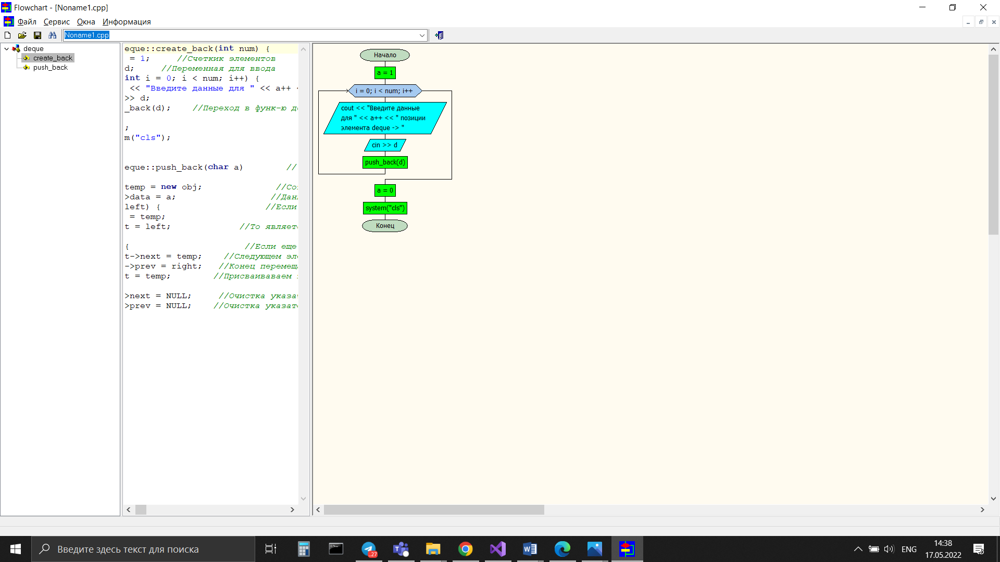 Flowchart - [Noname1.cpp]
Файл Сервис Окна Информация
Noname1.cpp
deque
create_back
push_back
eque::create_back(int num) {
= 1; //Счеткик элементов
d; //Переменная для ввода
int i = 0; i < num; i++) {
<< "Введите данные для " << a++
>> d;
_back(d); //Переход в функ-ю д
;
m("cls");
eque::push_back(char a) //
temp = new obj; //Со
>data = a; //Дан
left) { //Если
= temp;
t = left; //То являет
{ //Если еще
t->next = temp; //Следующем эл
->prev = right; //Конец перемещ
t = temp; //Присваиваваем
>next = NULL; //Очистка указа
>prev = NULL; //Очистка указат
Начало
a = 1
i = 0; i < num; i++
cout << "Введите данные
для " << a++ << " позиции
элемента deque -> "
cin >> d
push_back(d)
a = 0
system("cls")
Конец
Введите здесь текст для поиска
..27
ENG
14:38
17.05.2022